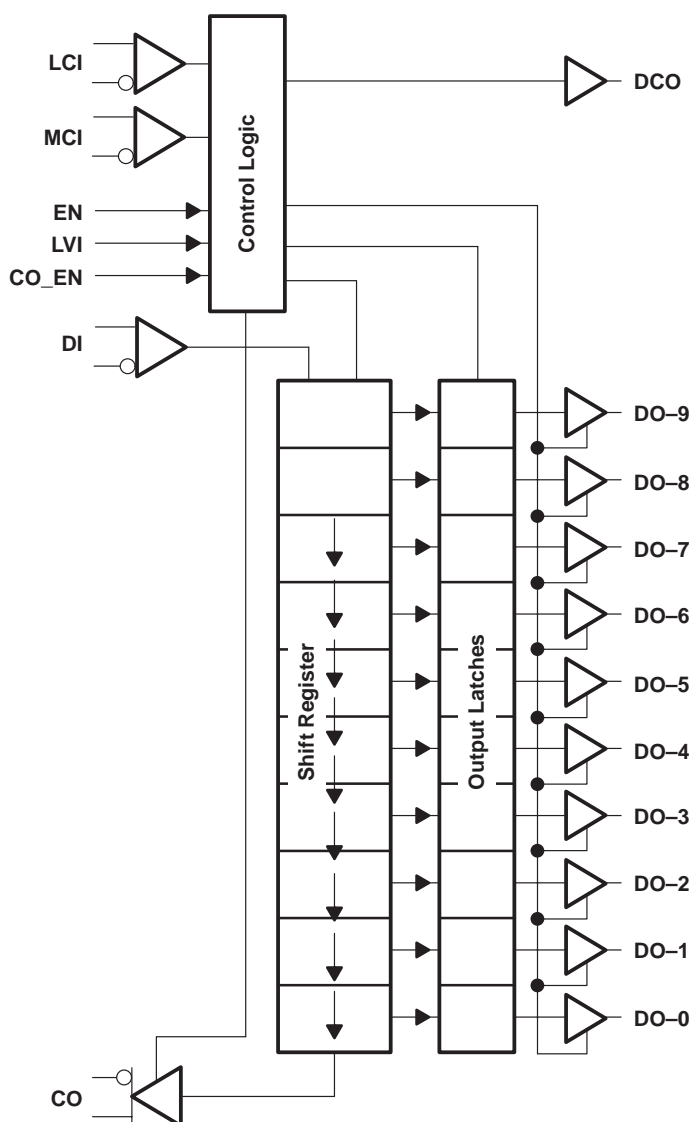 LCI
DCO
MCI
Control Logic
EN
LVI
CO_EN
DI
DO–9
DO–8
DO–7
DO–6
Shift Register
Output Latches
DO–5
DO–4
DO–3
DO–2
DO–1
DO–0
CO